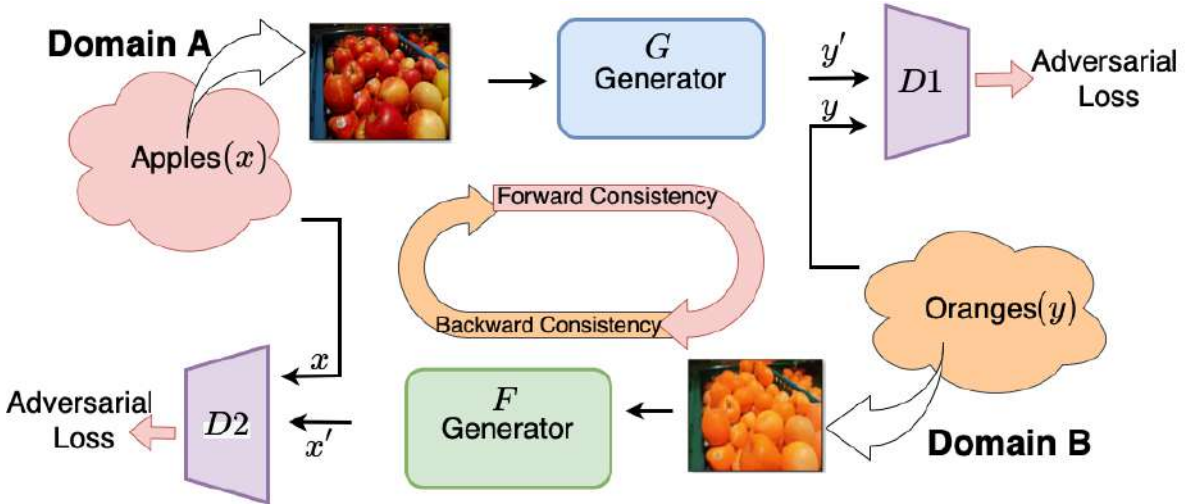 Domain A
Apples(x)
G
Generator
y′
y
D1
Adversarial
Loss
Forward Consistency
Backward Consistency
Oranges(y)
Domain B
F
Generator
x
x′
D2
Adversarial
Loss